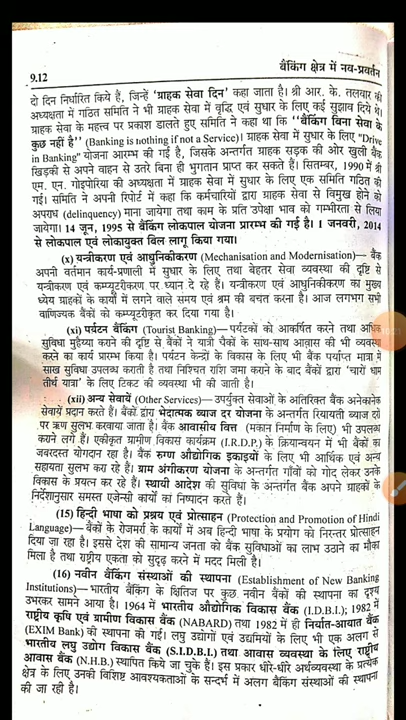 9.12
बैंकिंग क्षेत्र में नव-प्रवर्तन
दो दिन निर्धारित किये हैं, जिन्हें 'ग्राहक सेवा दिन' कहा जाता है। श्री आर. के. तलवार की
अध्यक्षता में गठित समिति ने भी ग्राहक सेवा में वृद्धि एवं सुधार के लिए कई सुझाव दिये थे।
ग्राहक सेवा के महत्त्व पर प्रकाश डालते हुए समिति ने कहा था कि ''बैंकिंग बिना सेवा के
कुछ नहीं है'' (Banking is nothing if not a Service)। ग्राहक सेवा में सुधार के लिए "Drive
in Banking" योजना आरम्भ की गई है, जिसके अन्तर्गत ग्राहक सड़क की ओर खुली बैंक
खिड़की से अपने वाहन से उतरे बिना ही भुगतान प्राप्त कर सकते हैं। सितम्बर, 1990 में श्री
एम. एन. गोइपोरिया की अध्यक्षता में ग्राहक सेवा में सुधार के लिए एक समिति गठित की
गई। समिति ने अपनी रिपोर्ट में कहा कि कर्मचारियों द्वारा ग्राहक सेवा से विमुख होने को
अपराध (delinquency) माना जायेगा तथा काम के प्रति उपेक्षा भाव को गम्भीरता से लिया
जायेगा। 14 जून, 1995 से बैंकिंग लोकपाल योजना प्रारम्भ की गई है। 1 जनवरी, 2014
से लोकपाल एवं लोकायुक्त बिल लागू किया गया।
(x) यन्त्रीकरण एवं आधुनिकीकरण (Mechanisation and Modernisation)— बैंक
अपनी वर्तमान कार्य-प्रणाली में सुधार के लिए तथा बेहतर सेवा व्यवस्था की दृष्टि से
यन्त्रीकरण एवं कम्प्यूटरीकरण पर ध्यान दे रहे हैं। यन्त्रीकरण एवं आधुनिकीकरण का मुख्य
ध्येय ग्राहकों के कार्यों में लगने वाले समय एवं श्रम की बचत करना है। आज लगभग सभी
वाणिज्यक बैंकों को कम्प्यूटरीकृत कर दिया गया है।
(xi) पर्यटन बैंकिंग (Tourist Banking)—पर्यटकों को आकर्षित करने तथा अधिक
सुविधा मुहैय्या कराने की दृष्टि से बैंकों ने यात्री चैकों के साथ-साथ आवास की भी व्यवस्था
करने का कार्य प्रारम्भ किया है। पर्यटन केन्द्रों के विकास के लिए भी बैंक पर्याप्त मात्रा में
साख सुविधा उपलब्ध कराती है तथा निश्चित राशि जमा कराने के बाद बैंकों द्वारा 'चारों धाम
तीर्थ यात्रा' के लिए टिकट की व्यवस्था भी की जाती है।
(xii) अन्य सेवायें (Other Services)— उपर्युक्त सेवाओं के अतिरिक्त बैंक अनेकानेक
सेवायें प्रदान करते हैं। बैंकों द्वारा भेदात्मक ब्याज दर योजना के अन्तर्गत रियायती ब्याज दरों
पर ऋण सुलभ करवाया जाता है। बैंक आवासीय वित्त (मकान निर्माण के लिए) भी उपलब्ध
कराने लगे हैं। एकीकृत ग्रामीण विकास कार्यक्रम (I.R.D.P.) के क्रियान्वयन में भी बैंकों का
जबरदस्त योगदान रहा है। बैंक रुग्ण औद्योगिक इकाइयों के लिए भी आर्थिक एवं अन्य
सहायता सुलभ करा रहे हैं। ग्राम अंगीकरण योजना के अन्तर्गत गाँवों को गोद लेकर उनके
विकास के प्रयत्न कर रहे हैं। स्थायी आदेश की सुविधा के अन्तर्गत बैंक अपने ग्राहकों के
निर्देशानुसार समस्त एजेन्सी कार्यों का निष्पादन करते हैं।
(15) हिन्दी भाषा को प्रश्रय एवं प्रोत्साहन (Protection and Promotion of Hindi
Language)—बैंकों के रोजमर्रा के कार्यों में अब हिन्दी भाषा के प्रयोग को निरन्तर प्रोत्साहन
दिया जा रहा है। इससे देश की सामान्य जनता को बैंक सुविधाओं का लाभ उठाने का मौका
मिला है तथा राष्ट्रीय एकता को सुदृढ़ करने में मदद मिली है।
(16) नवीन बैंकिंग संस्थाओं की स्थापना (Establishment of New Banking
Institutions)— भारतीय बैंकिंग के क्षितिज पर कुछ नवीन बैंकों की स्थापना का दृश्य
उभरकर सामने आया है। 1964 में भारतीय औद्योगिक विकास बैंक (I.D.B.I.); 1982 में
राष्ट्रीय कृषि एवं ग्रामीण विकास बैंक (NABARD) तथा 1982 में ही निर्यात-आयात बैंक
(EXIM Bank) की स्थापना की गई। लघु उद्योगों एवं उद्यमियों के लिए भी एक अलग से
भारतीय लघु उद्योग विकास बैंक (S.I.D.B.I.) तथा आवास व्यवस्था के लिए राष्ट्रीय
आवास बैंक (N.H.B.) स्थापित किये जा चुके हैं। इस प्रकार धीरे-धीरे अर्थव्यवस्था के प्रत्येक
क्षेत्र के लिए उनकी विशिष्ट आवश्यकताओं के सन्दर्भ में अलग बैंकिंग संस्थाओं की स्थापना
की जा रही है।